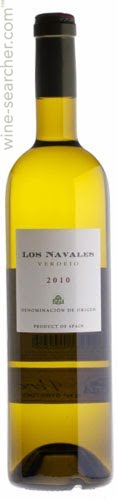 LOS NAVALES
VERDEJO
2010
DENOMINACIÓN DE ORIGEN
PRODUCT OF SPAIN
© wine-searcher.com